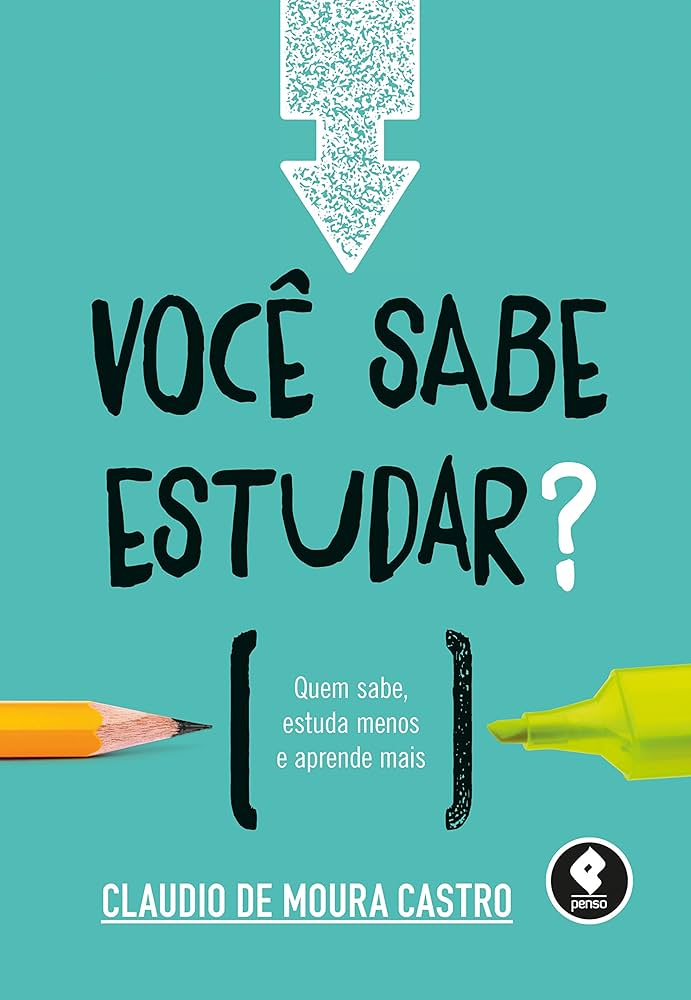 VOCÊ SABE
ESTUDAR?
Quem sabe,
estuda menos
e aprende mais
CLAUDIO DE MOURA CASTRO
penso